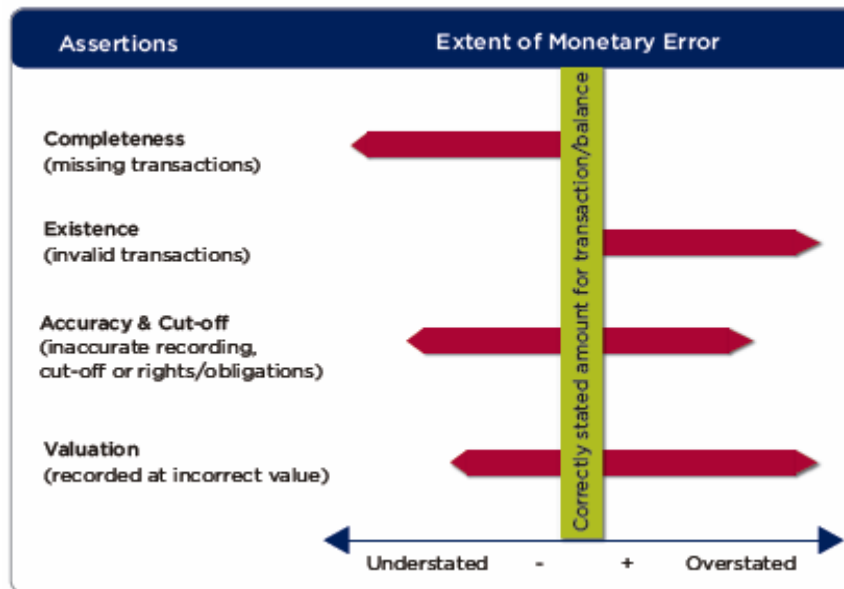 Assertions
Extent of Monetary Error
Completeness
(missing transactions)
Existence
(invalid transactions)
Accuracy & Cut-off
(inaccurate recording,
cut-off or rights/obligations)
Valuation
(recorded at incorrect value)
Correctly stated amount for transaction/balance
Understated - + Overstated